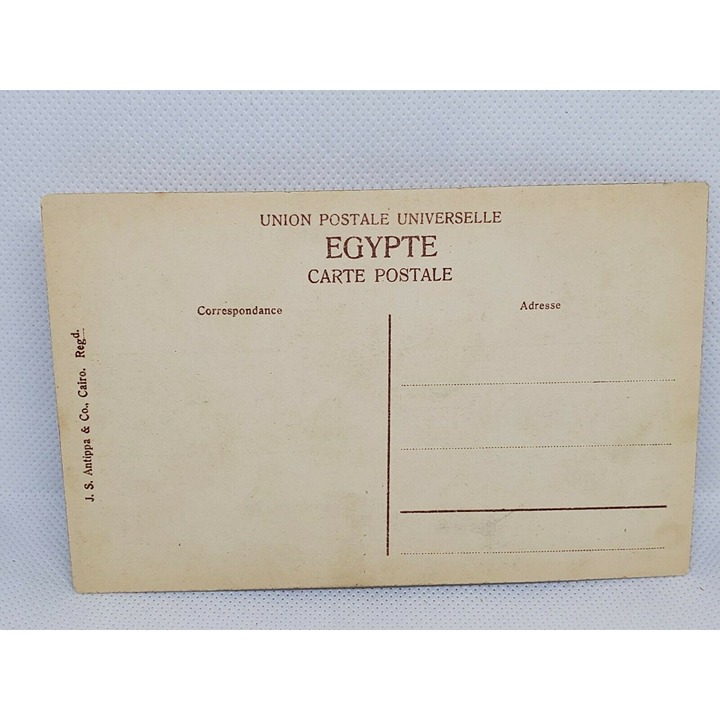 UNION POSTALE UNIVERSELLE
EGYPTE
CARTE POSTALE
Correspondance
Adresse
J. S. Antippa & Co., Cairo. Regd.